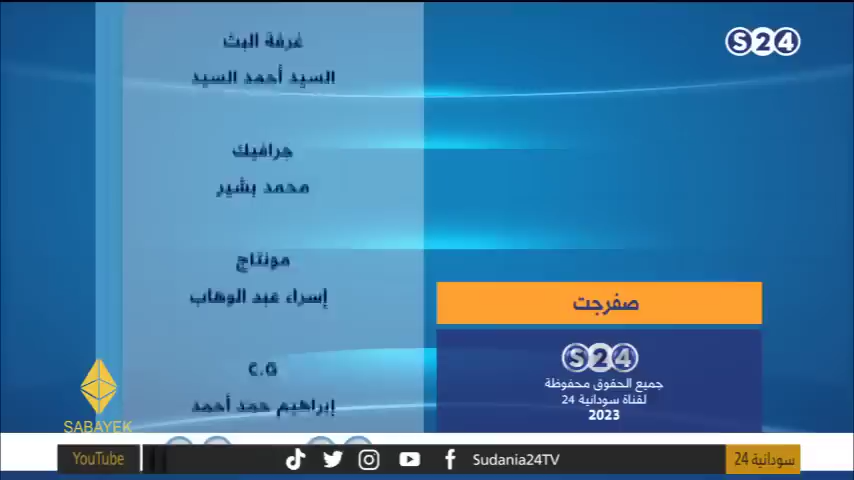 S24
غرفة البث
السيد أحمد السيد
جرافيك
محمد بشير
مونتاج
إسراء عبد الوهاب
C.G
إبراهيم حمد أحمد
صفرجت
S24
جميع الحقوق محفوظة
لقناة سودانية 24
2023
SABAYEK
YouTube
Sudania24TV
سودانية 24